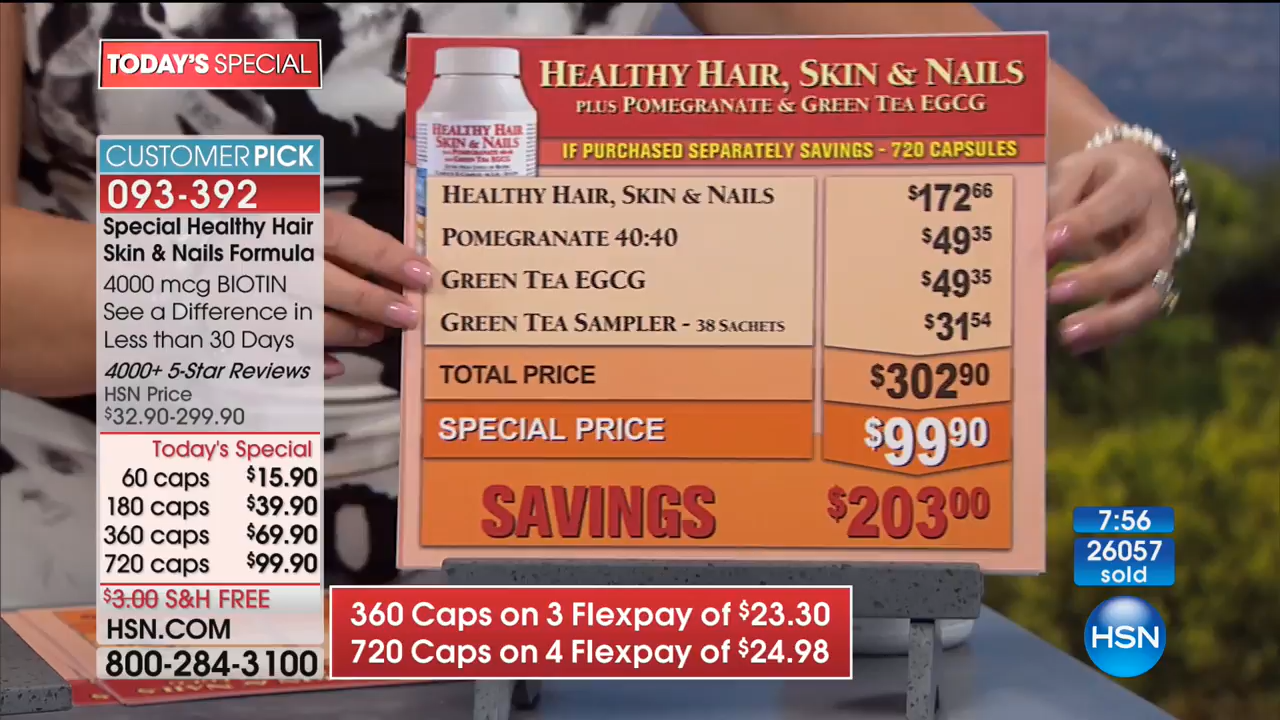 TODAY'S SPECIAL
CUSTOMER PICK
093-392
Special Healthy Hair
Skin & Nails Formula
4000 mcg BIOTIN
See a Difference in
Less than 30 Days
4000+ 5-Star Reviews
HSN Price
$32.90-299.90
Today's Special
60 caps $15.90
180 caps $39.90
360 caps $69.90
720 caps $99.90
$3.00 S&H FREE
HSN.COM
800-284-3100
HEALTHY HAIR, SKIN & NAILS
PLUS POMEGRANATE & GREEN TEA EGCG
IF PURCHASED SEPARATELY SAVINGS - 720 CAPSULES
HEALTHY HAIR
SKIN & NAILS
HEALTHY HAIR, SKIN & NAILS $172.66
POMEGRANATE 40:40 $49.35
GREEN TEA EGCG $49.35
GREEN TEA SAMPLER - 38 SACHETS $31.54
TOTAL PRICE $302.90
SPECIAL PRICE $99.90
SAVINGS $203.00
360 Caps on 3 Flexpay of $23.30
720 Caps on 4 Flexpay of $24.98
7:56
26057
sold
HSN